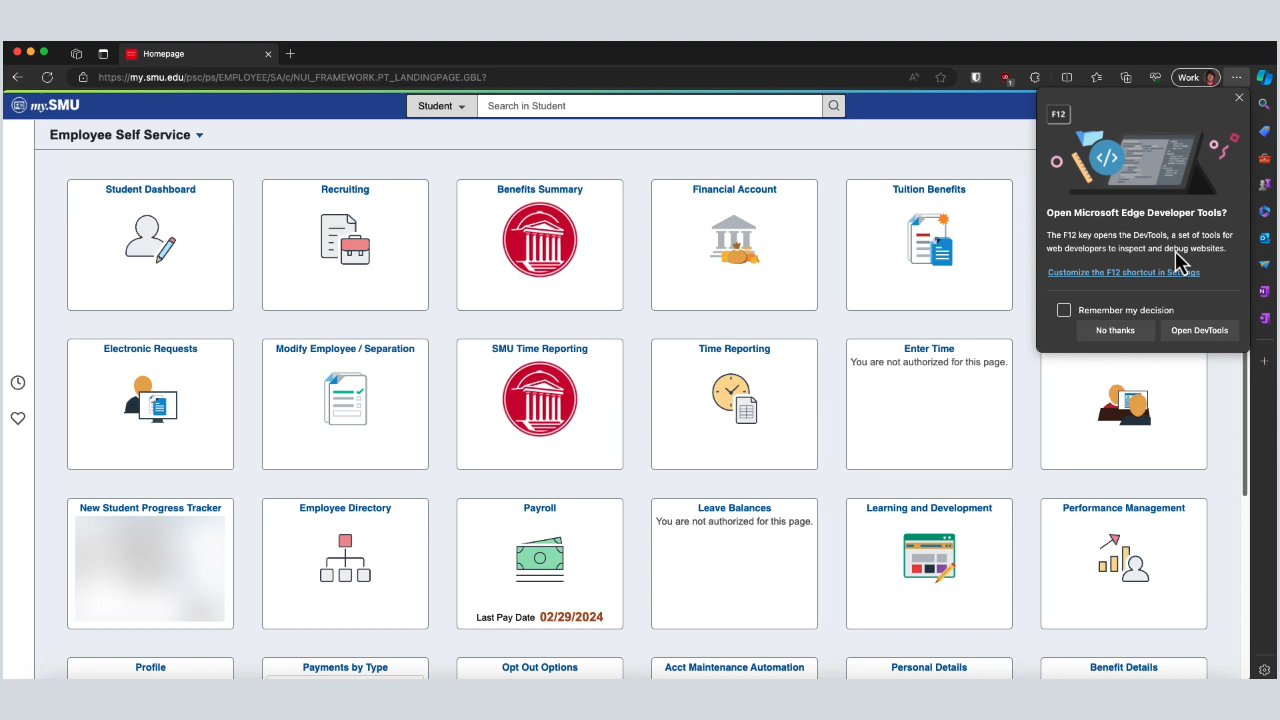 Homepage
https://my.smu.edu/psc/ps/EMPLOYEE/SA/c/NUI_FRAMEWORK.PT_LANDINGPAGE.GBL?
Work
my.SMU
Student
Search in Student
Employee Self Service
F12
Open Microsoft Edge Developer Tools?
The F12 key opens the DevTools, a set of tools for
web developers to inspect and debug websites.
Customize the F12 shortcut in Settings
Remember my decision
No thanks
Open DevTools
Student Dashboard
Recruiting
Benefits Summary
Financial Account
Tuition Benefits
Electronic Requests
Modify Employee / Separation
SMU Time Reporting
Time Reporting
Enter Time
You are not authorized for this page.
New Student Progress Tracker
Employee Directory
Payroll
Last Pay Date 02/29/2024
Leave Balances
You are not authorized for this page.
Learning and Development
Performance Management
Profile
Payments by Type
Opt Out Options
Acct Maintenance Automation
Personal Details
Benefit Details